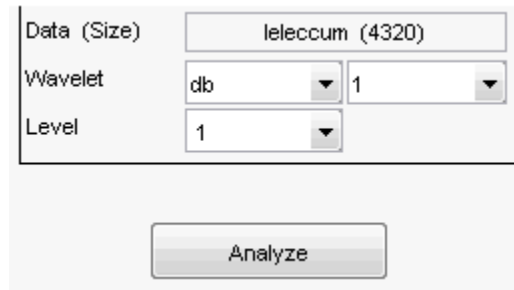 Data (Size) leleccum (4320)
Wavelet db 1
Level 1
Analyze